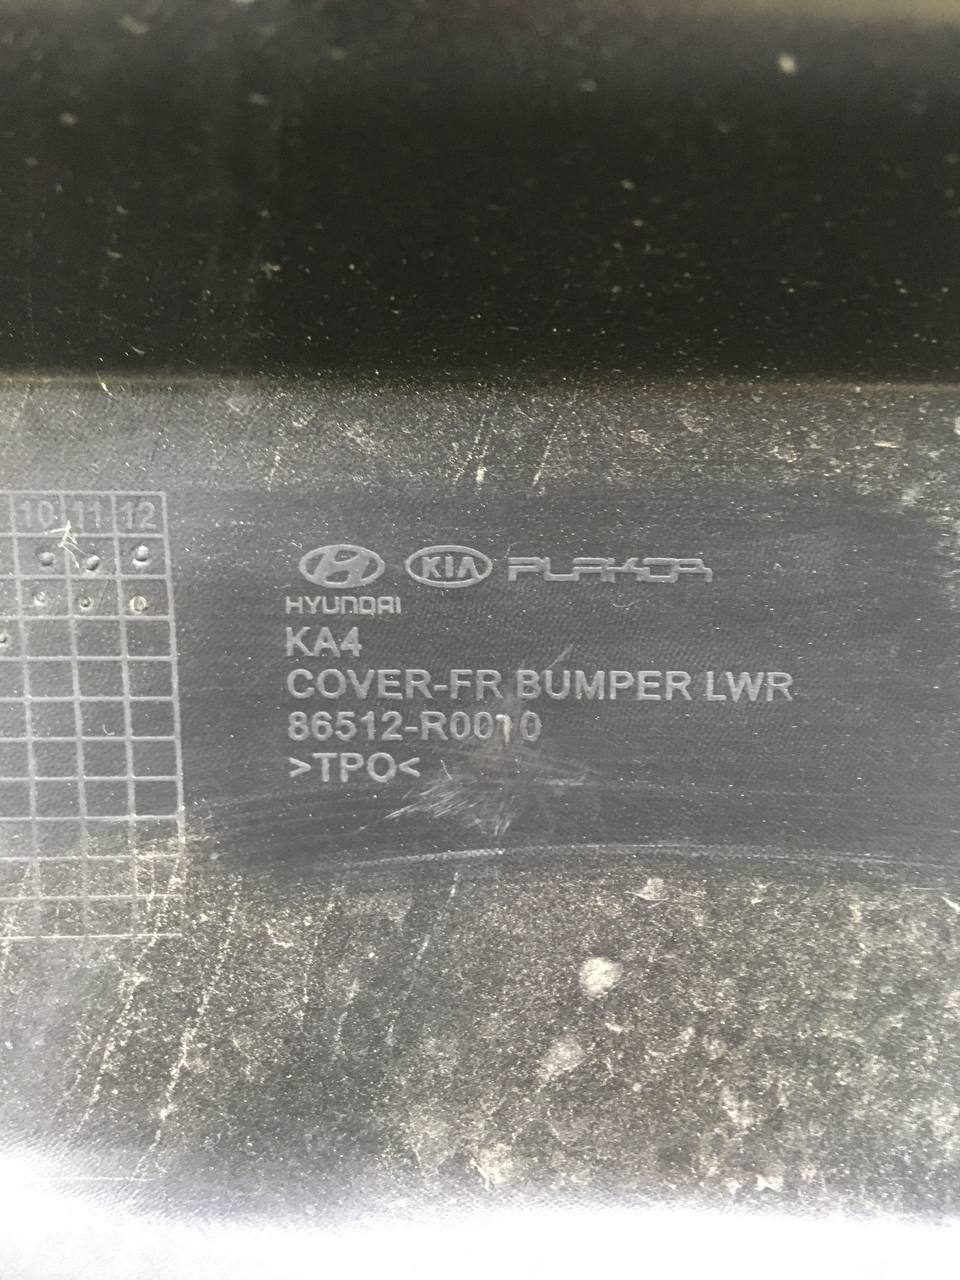 10 11 12
KIA PLAKOR
HYUNDAI
KA4
COVER-FR BUMPER LWR
86512-R0010
>TPO<